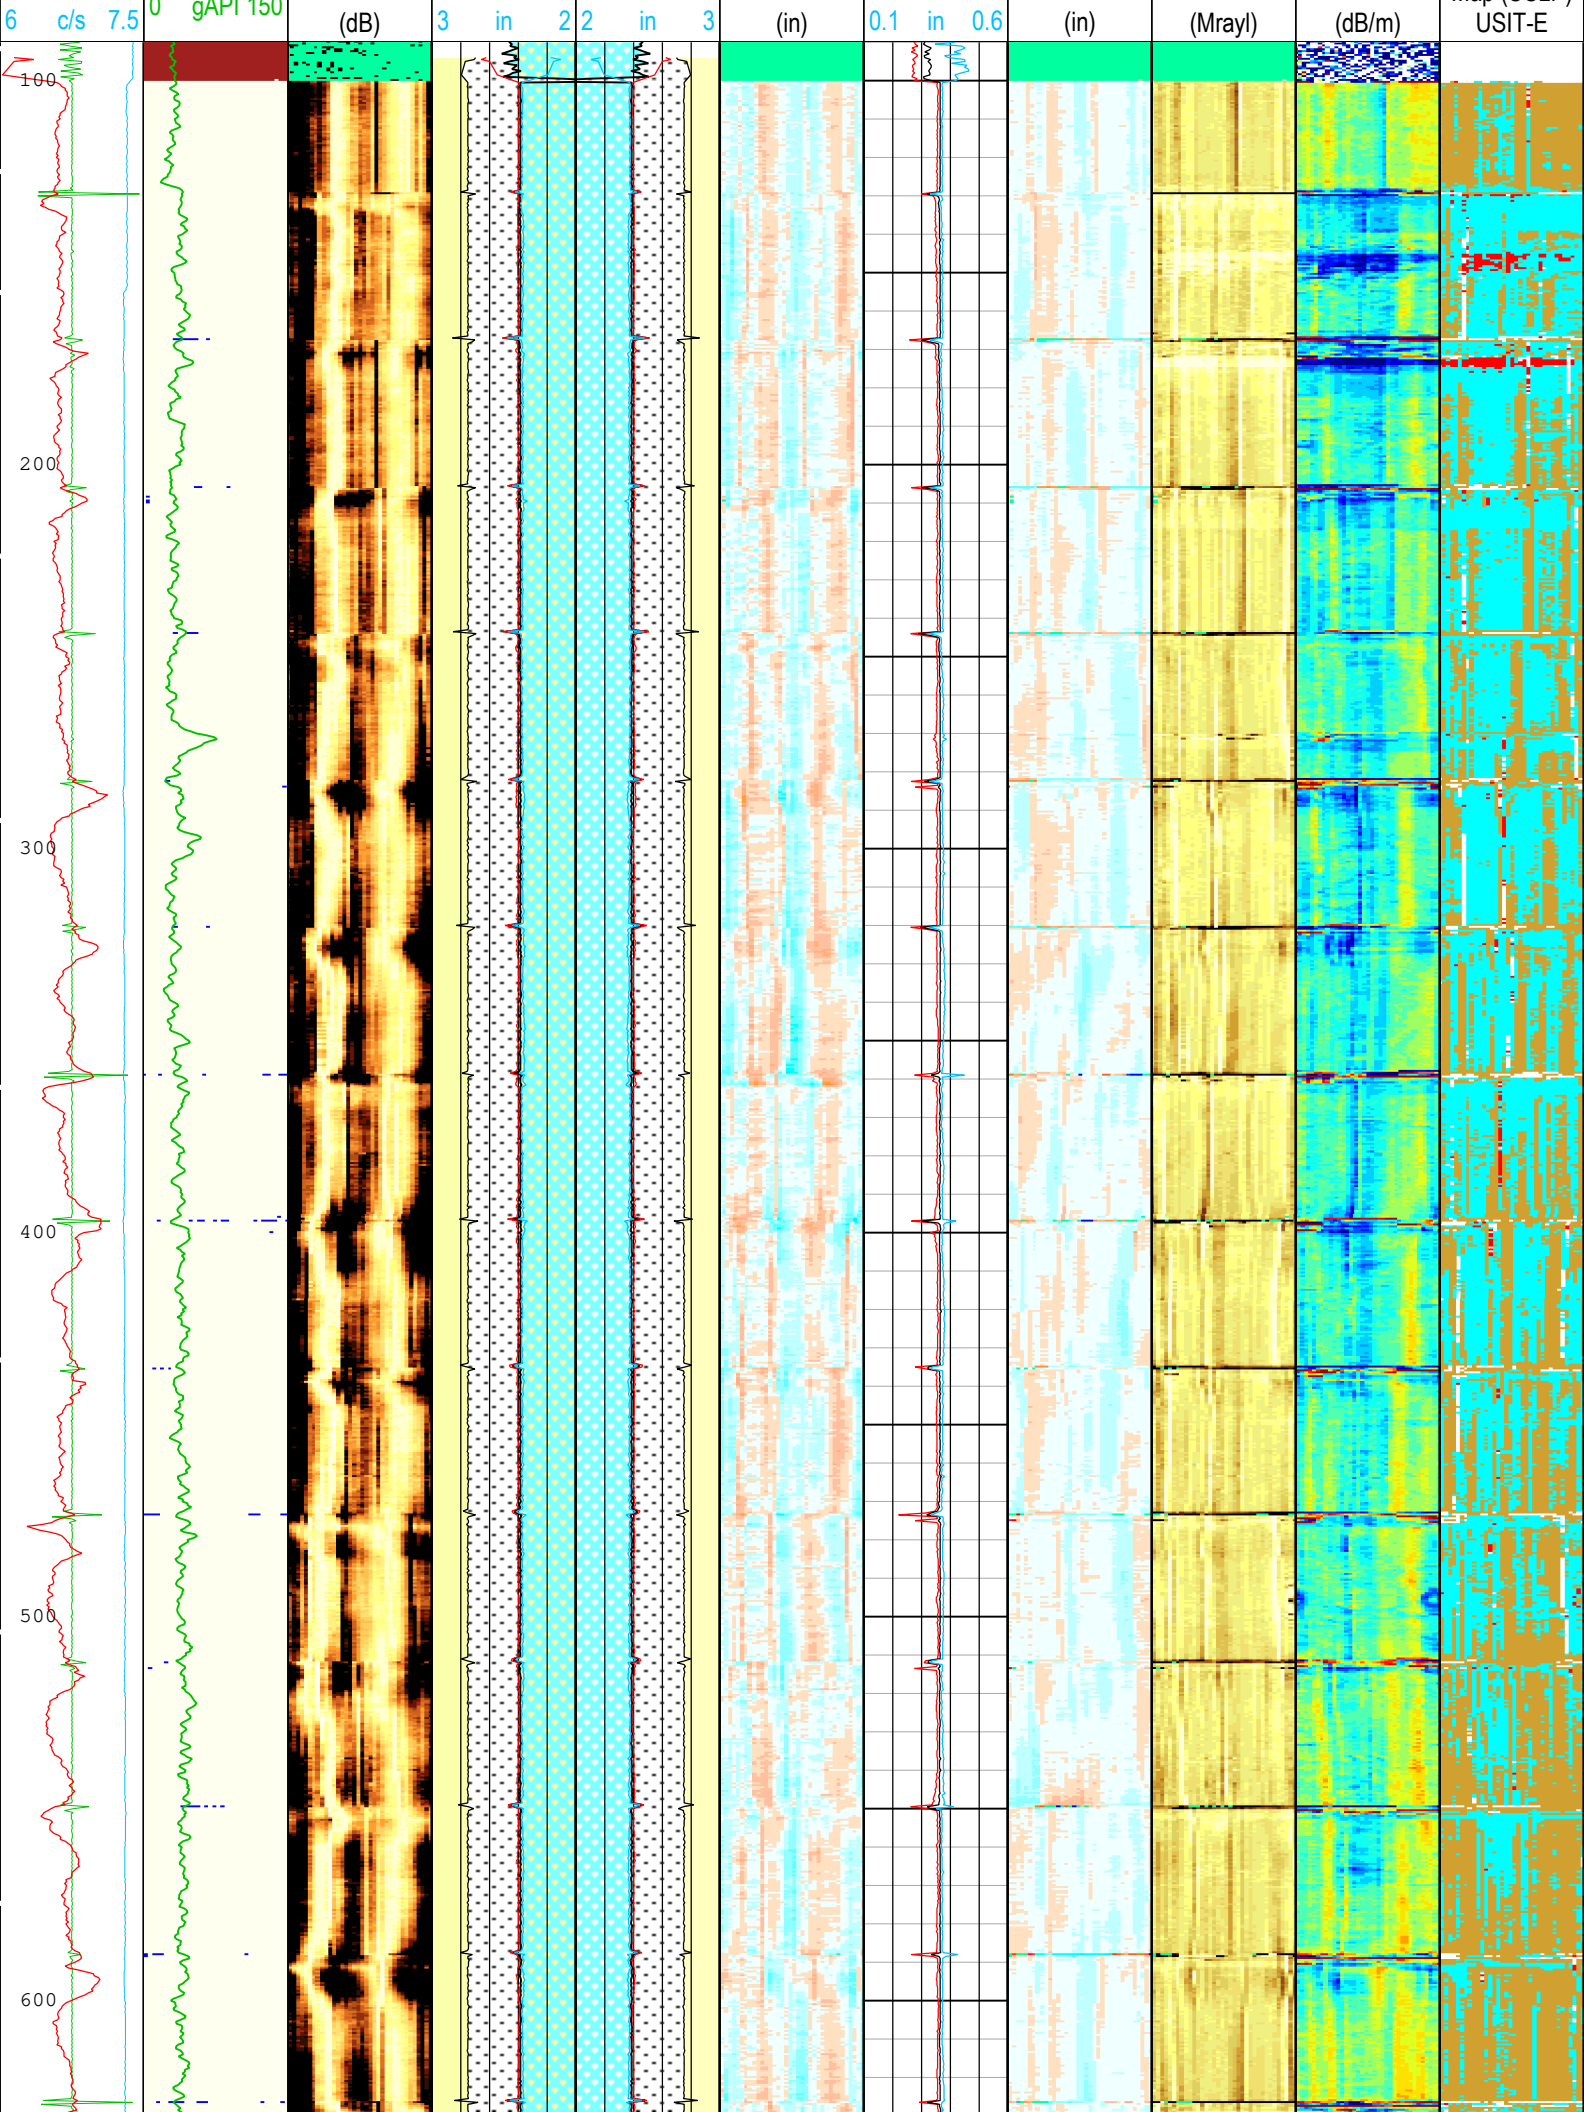 0 gAPI 150
6 c/s 7.5
(dB)
3 in 2 2 in 3
(in)
0.1 in 0.6
(in)
(Mrayl)
(dB/m)
USIT-E
100
200
300
400
500
600